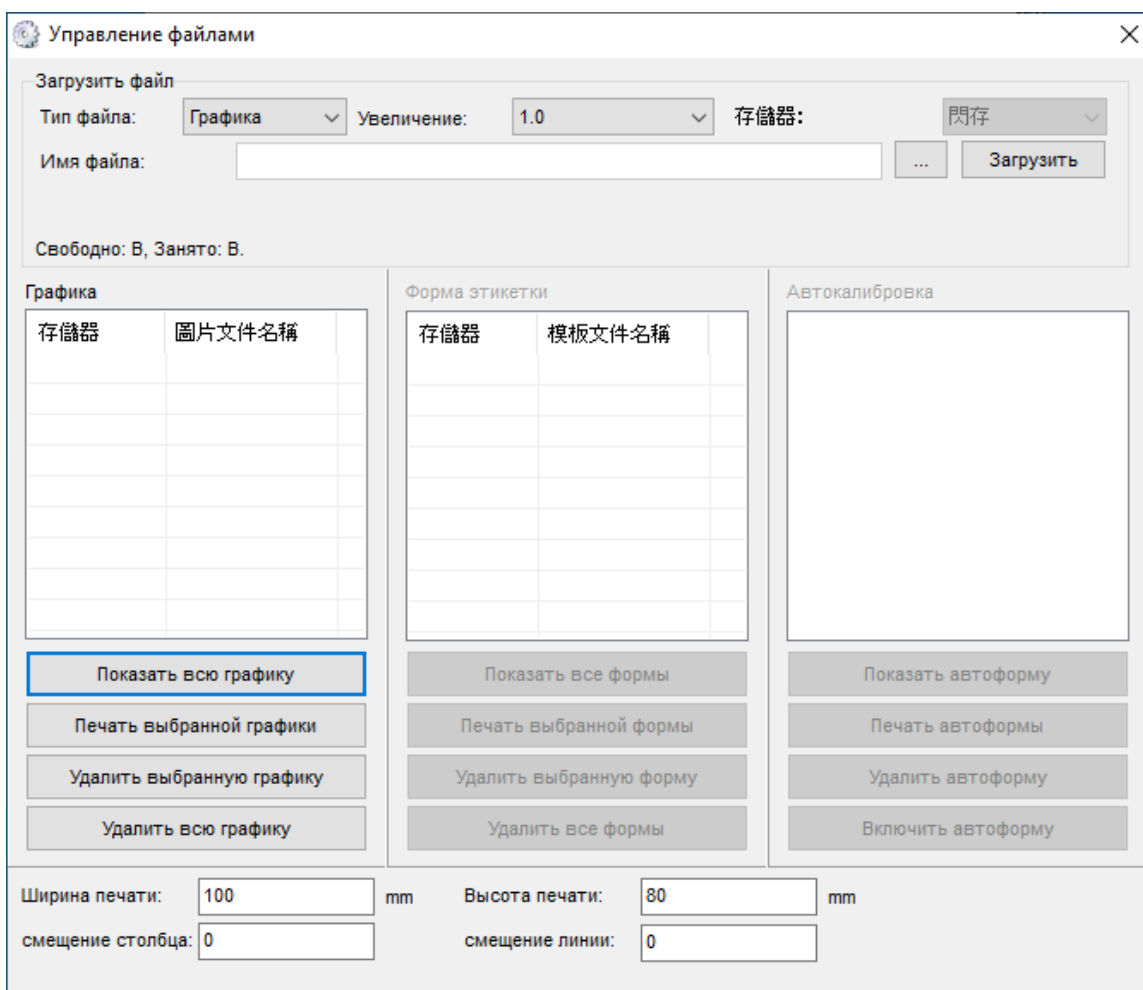 Управление файлами
Загрузить файл
Тип файла: Графика Увеличение: 1.0 存儲器: 閃存
Имя файла: ... Загрузить
Свободно: B, Занято: B.
Графика Форма этикетки Автокалибровка
存儲器 圖片文件名稱 存儲器 模板文件名稱
Показать всю графику Показать все формы Показать автоформу
Печать выбранной графики Печать выбранной формы Печать автоформы
Удалить выбранную графику Удалить выбранную форму Удалить автоформу
Удалить всю графику Удалить все формы Включить автоформу
Ширина печати: 100 mm Высота печати: 80 mm
смещение столбца: 0 смещение линии: 0